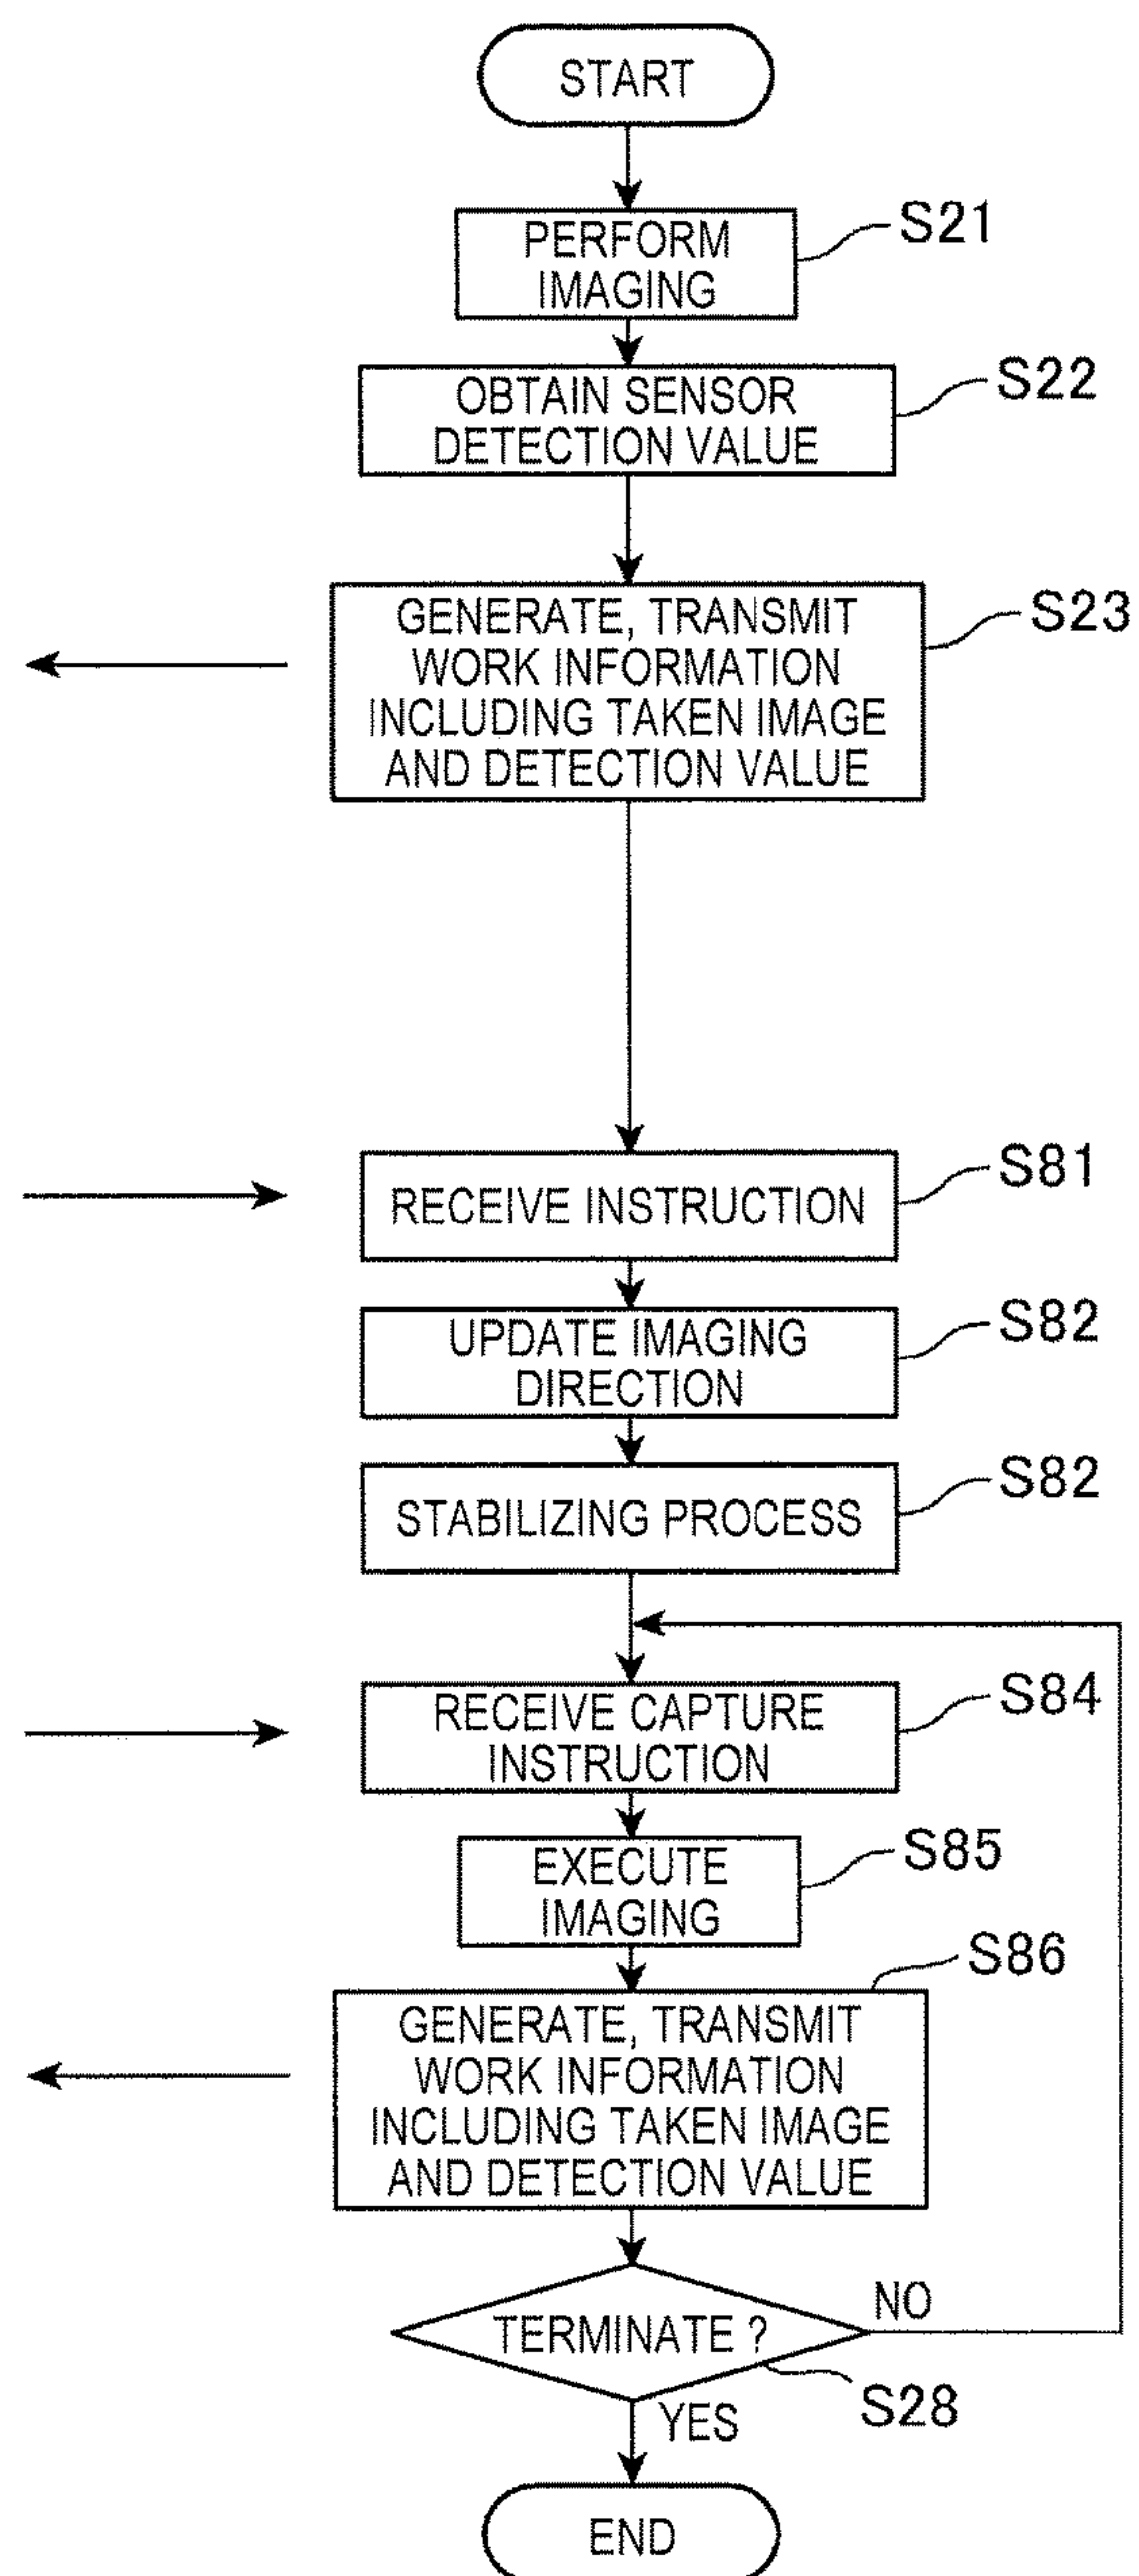 START
PERFORM
IMAGING
S21
OBTAIN SENSOR
DETECTION VALUE
S22
GENERATE, TRANSMIT
WORK INFORMATION
INCLUDING TAKEN IMAGE
AND DETECTION VALUE
S23
RECEIVE INSTRUCTION
S81
UPDATE IMAGING
DIRECTION
S82
STABILIZING PROCESS
S82
RECEIVE CAPTURE
INSTRUCTION
S84
EXECUTE
IMAGING
S85
S86
GENERATE, TRANSMIT
WORK INFORMATION
INCLUDING TAKEN IMAGE
AND DETECTION VALUE
TERMINATE ?
NO
S28
YES
END